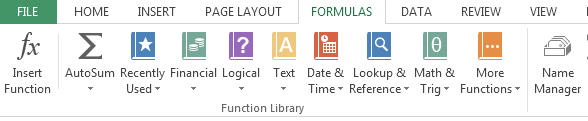 FILE HOME INSERT PAGE LAYOUT FORMULAS DATA REVIEW VIEW
fx Σ ? A θ
Insert AutoSum Recently Financial Logical Text Date & Lookup & Math & More Name
Function Used Time Reference Trig Functions Manager
Function Library